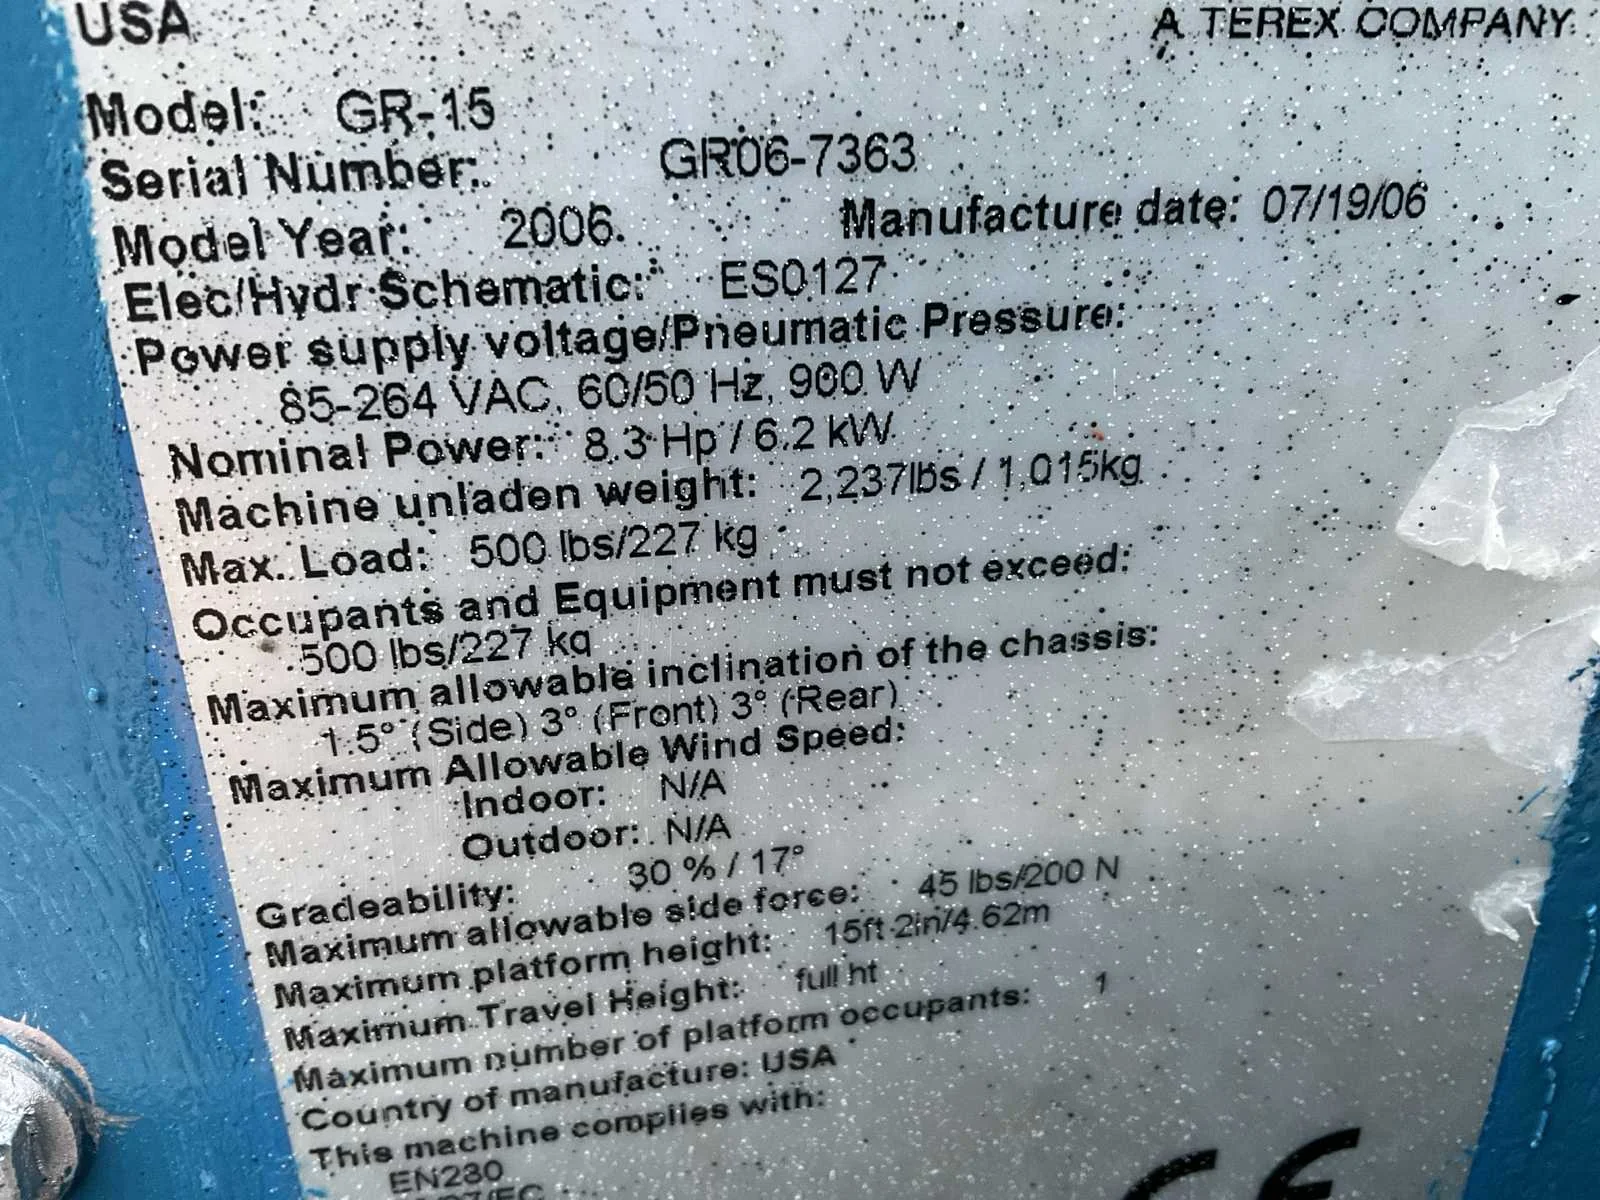 USA
A TEREX COMPANY
Model: GR-15
Serial Number: GR06-7363
Model Year: 2006 Manufacture date: 07/19/06
Elec/Hydr Schematic: ES0127
Power supply voltage/Pneumatic Pressure:
85-264 VAC, 60/50 Hz, 900 W
Nominal Power: 8.3 Hp / 6.2 kW
Machine unladen weight: 2,237lbs / 1,015kg
Max. Load: 500 lbs/227 kg
Occupants and Equipment must not exceed:
500 lbs/227 kg
Maximum allowable inclination of the chassis:
1.5° (Side) 3° (Front) 3° (Rear)
Maximum Allowable Wind Speed:
Indoor: N/A
Outdoor: N/A
Gradeability: 30 % / 17°
Maximum allowable side force: 45 lbs/200 N
Maximum platform height: 15ft 2in/4.62m
Maximum Travel Height: full ht
Maximum number of platform occupants: 1
Country of manufacture: USA
This machine complies with:
EN280
CE